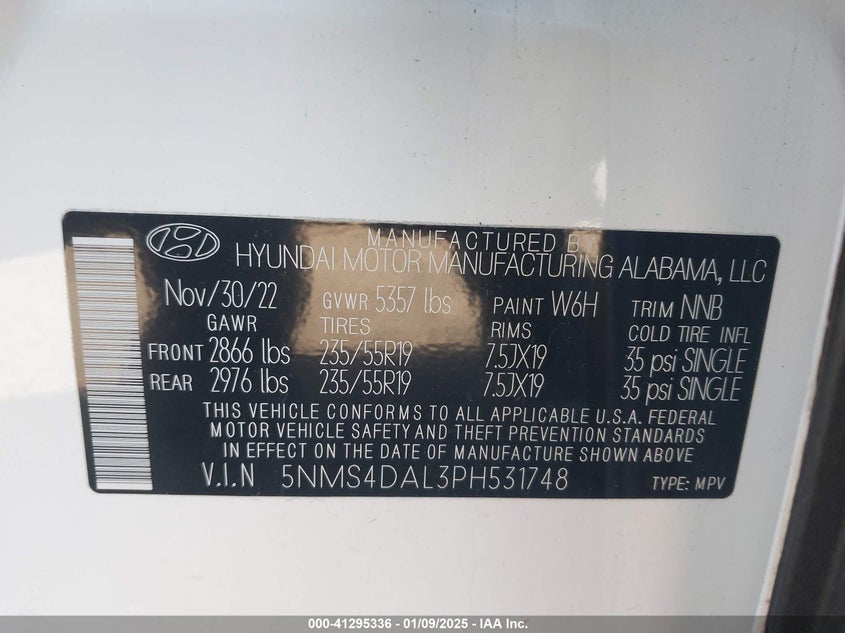 MANUFACTURED B
HYUNDAI MOTOR MANUFACTURING ALABAMA, LLC
Nov/30/22 GVWR 5357 lbs PAINT W6H TRIM NNB
GAWR TIRES RIMS COLD TIRE INFL
FRONT 2866 lbs 235/55R19 7.5JX19 35 psi SINGLE
REAR 2976 lbs 235/55R19 7.5JX19 35 psi SINGLE
THIS VEHICLE CONFORMS TO ALL APPLICABLE U.S.A. FEDERAL
MOTOR VEHICLE SAFETY AND THEFT PREVENTION STANDARDS
IN EFFECT ON THE DATE OF MANUFACTURE SHOWN ABOVE
V.I.N 5NMS4DAL3PH531748 TYPE: MPV
000-41295336 - 01/09/2025 - IAA Inc.